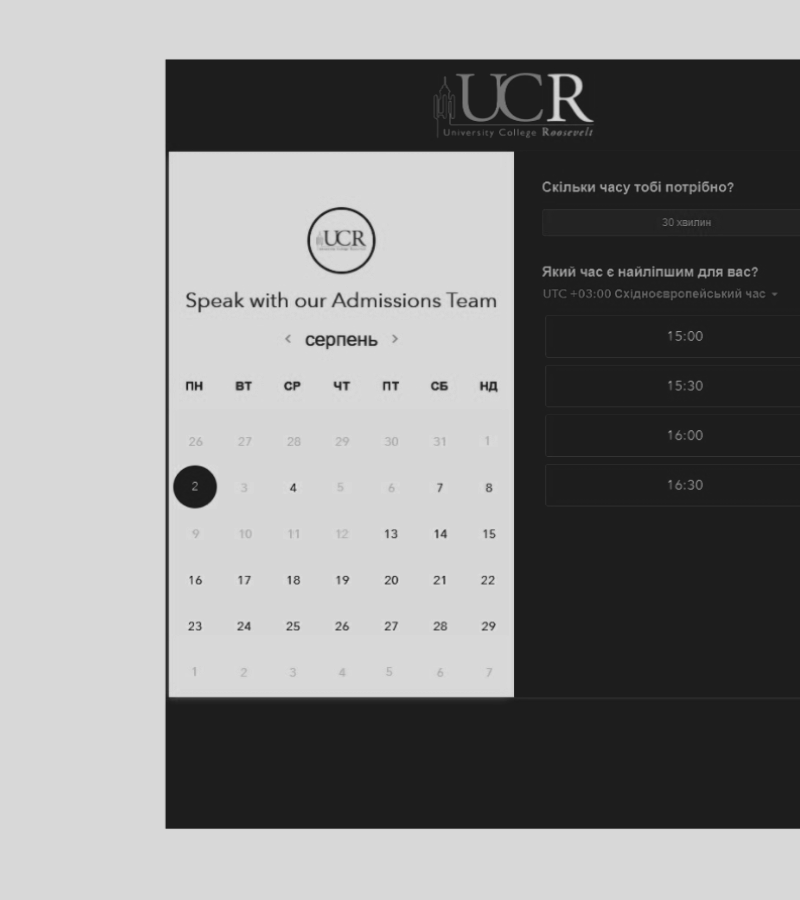 UCR
University College Roosevelt
UCR
Speak with our Admissions Team
< серпень >
ПН ВТ СР ЧТ ПТ СБ НД
26 27 28 29 30 31 1
2 3 4 5 6 7 8
9 10 11 12 13 14 15
16 17 18 19 20 21 22
23 24 25 26 27 28 29
1 2 3 4 5 6 7
Скільки часу тобі потрібно?
30 хвилин
Який час є найліпшим для вас?
UTC +03:00 Східноєвропейський час
15:00
15:30
16:00
16:30